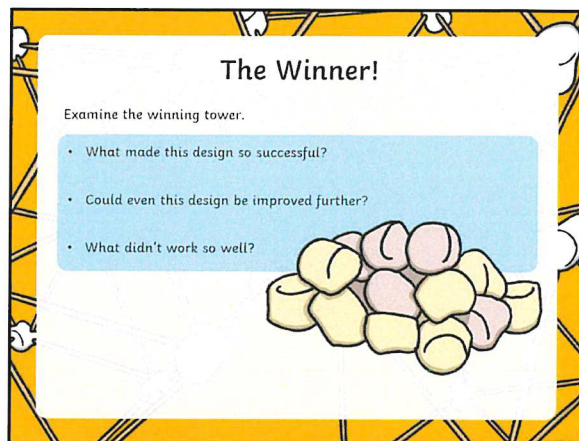 The Winner!
Examine the winning tower.
• What made this design so successful?
• Could even this design be improved further?
• What didn't work so well?